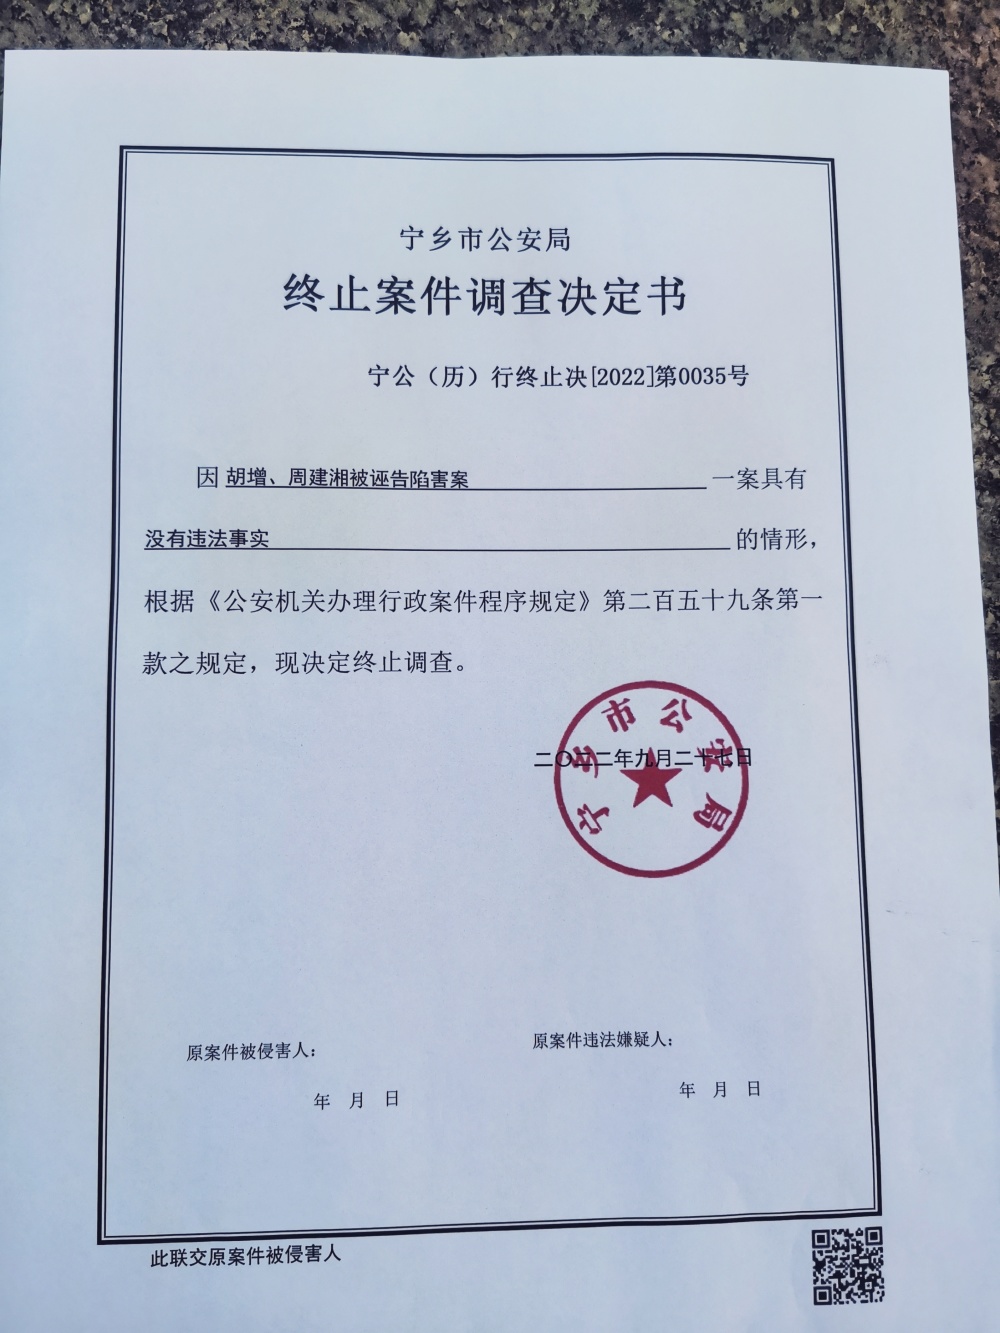 宁乡市公安局
终止案件调查决定书
宁公（历）行终止决[2022]第0035号
因 胡增、周建湘被诬告陷害案 一案具有
没有违法事实 的情形，
根据《公安机关办理行政案件程序规定》第二百五十九条第一
款之规定，现决定终止调查。
宁乡市公安局
二〇二二年九月二十七日
原案件被侵害人：
原案件违法嫌疑人：
年 月 日
年 月 日
此联交原案件被侵害人